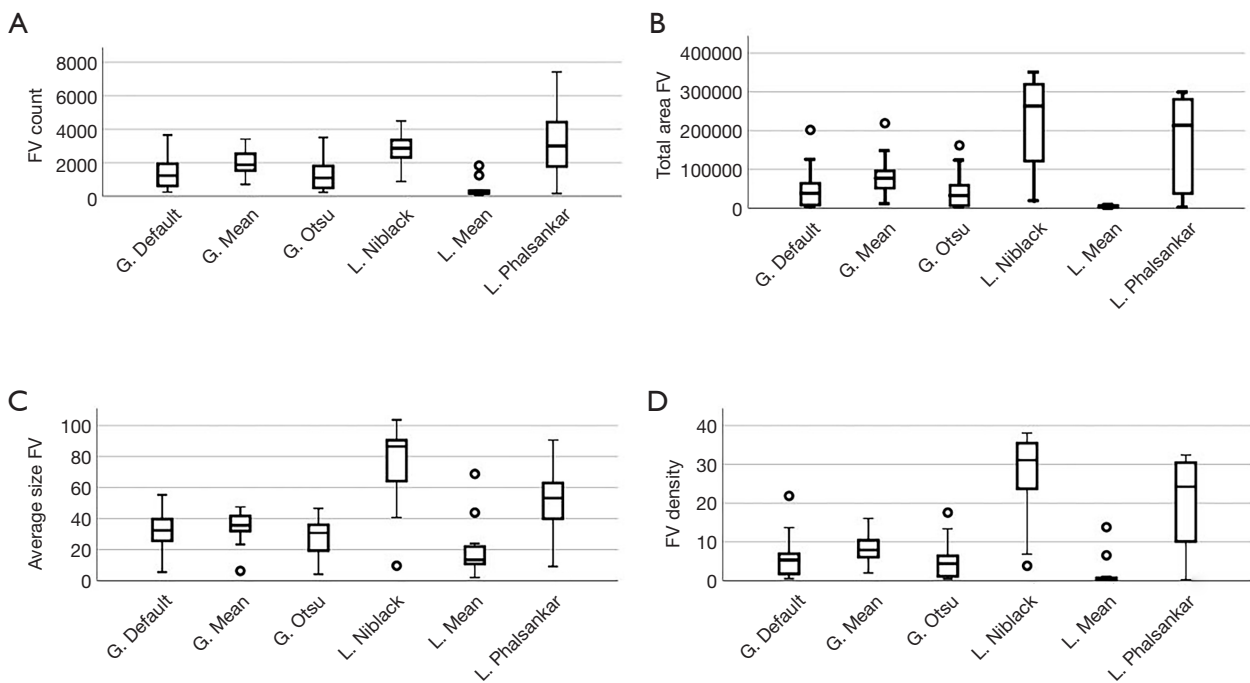 A
FV count
8000
6000
4000
2000
0
G. Default
G. Mean
G. Otsu
L. Niblack
L. Mean
L. Phalsankar
B
Total area FV
400000
300000
200000
100000
0
G. Default
G. Mean
G. Otsu
L. Niblack
L. Mean
L. Phalsankar
C
Average size FV
100
80
60
40
20
0
G. Default
G. Mean
G. Otsu
L. Niblack
L. Mean
L. Phalsankar
D
FV density
40
30
20
10
0
G. Default
G. Mean
G. Otsu
L. Niblack
L. Mean
L. Phalsankar